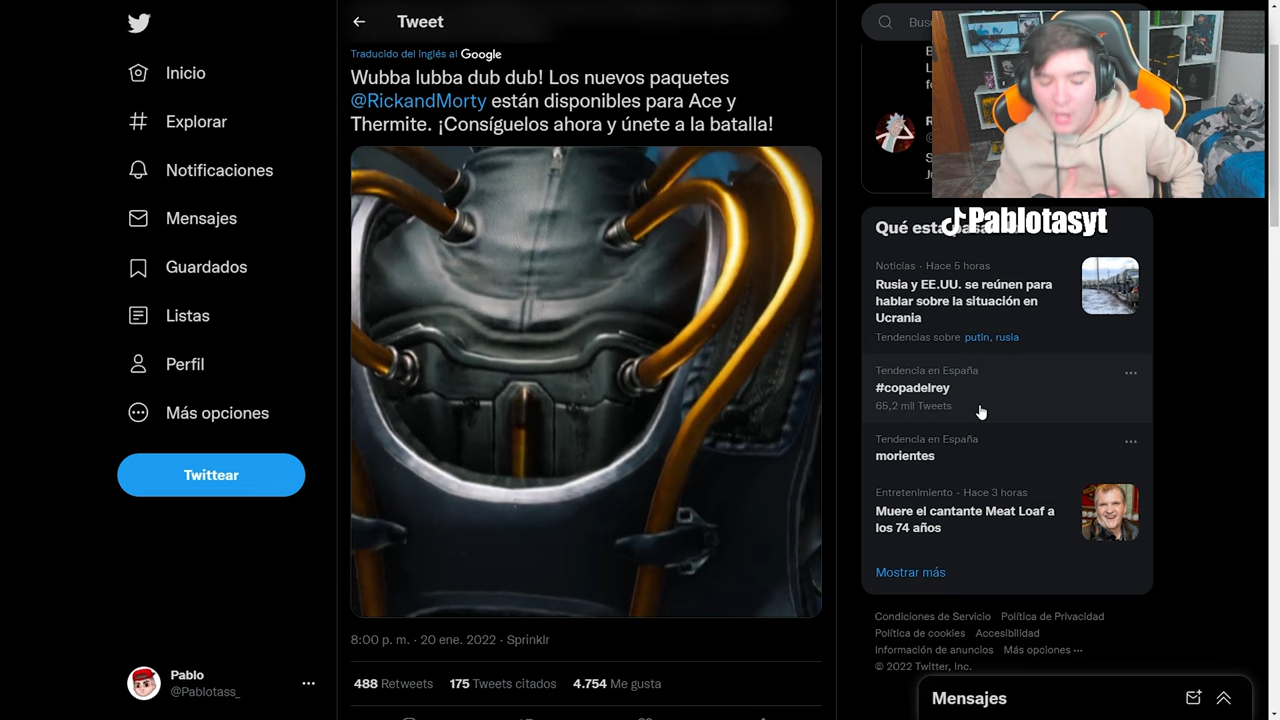 Tweet
Traducido del inglés al Google
Wubba lubba dub dub! Los nuevos paquetes
@RickandMorty están disponibles para Ace y
Thermite. ¡Consíguelos ahora y únete a la batalla!
8:00 p. m. · 20 ene. 2022 · Sprinklr
488 Retweets 175 Tweets citados 4.754 Me gusta
Inicio
Explorar
Notificaciones
Mensajes
Guardados
Listas
Perfil
Más opciones
Twittear
Pablo
@Pablotass_
Pablotasyt
Noticias · Hace 5 horas
Rusia y EE.UU. se reúnen para
hablar sobre la situación en
Ucrania
Tendencias sobre putin, rusia
Tendencia en España
#copadelrey
65,2 mil Tweets
Tendencia en España
morientes
Entretenimiento · Hace 3 horas
Muere el cantante Meat Loaf a
los 74 años
Mostrar más
Condiciones de Servicio Política de Privacidad
Política de cookies Accesibilidad
Información de anuncios Más opciones ···
© 2022 Twitter, Inc.
Mensajes